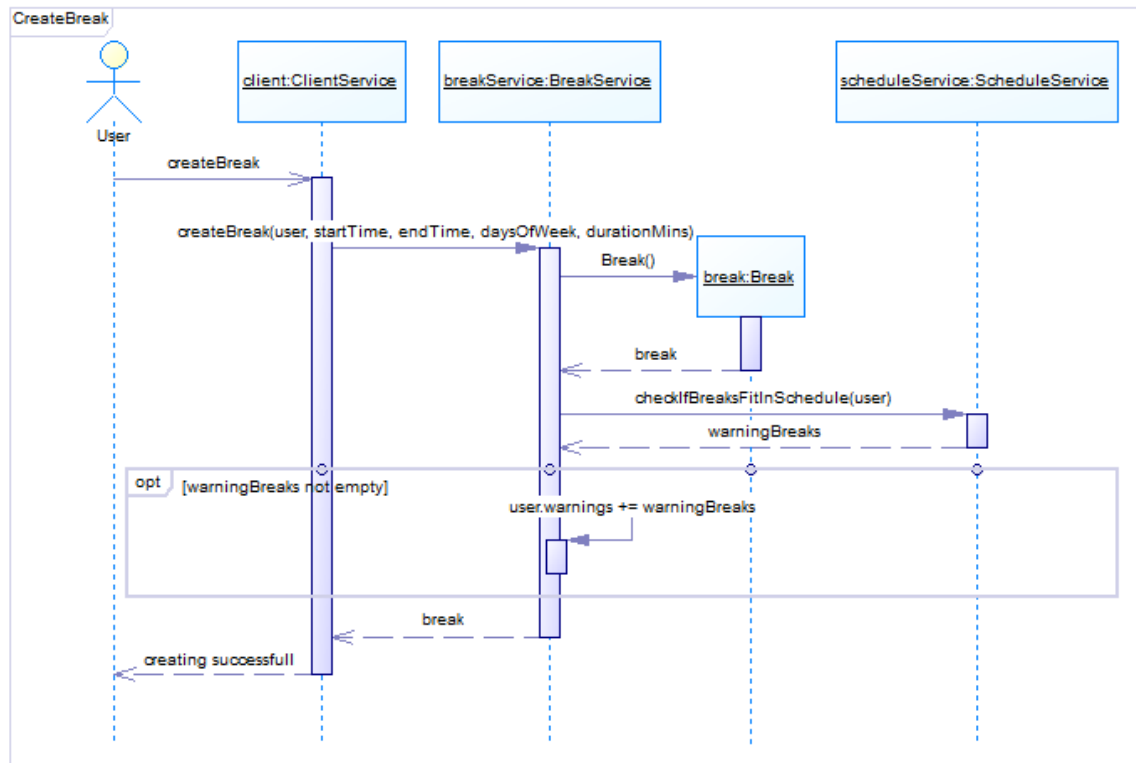 CreateBreak
client:ClientService
breakService:BreakService
scheduleService:ScheduleService
User
createBreak
createBreak(user, startTime, endTime, daysOfWeek, durationMins)
Break()
break:Break
break
checkIfBreaksFitInSchedule(user)
warningBreaks
opt
[warningBreaks not empty]
user.warnings += warningBreaks
break
creating successfull